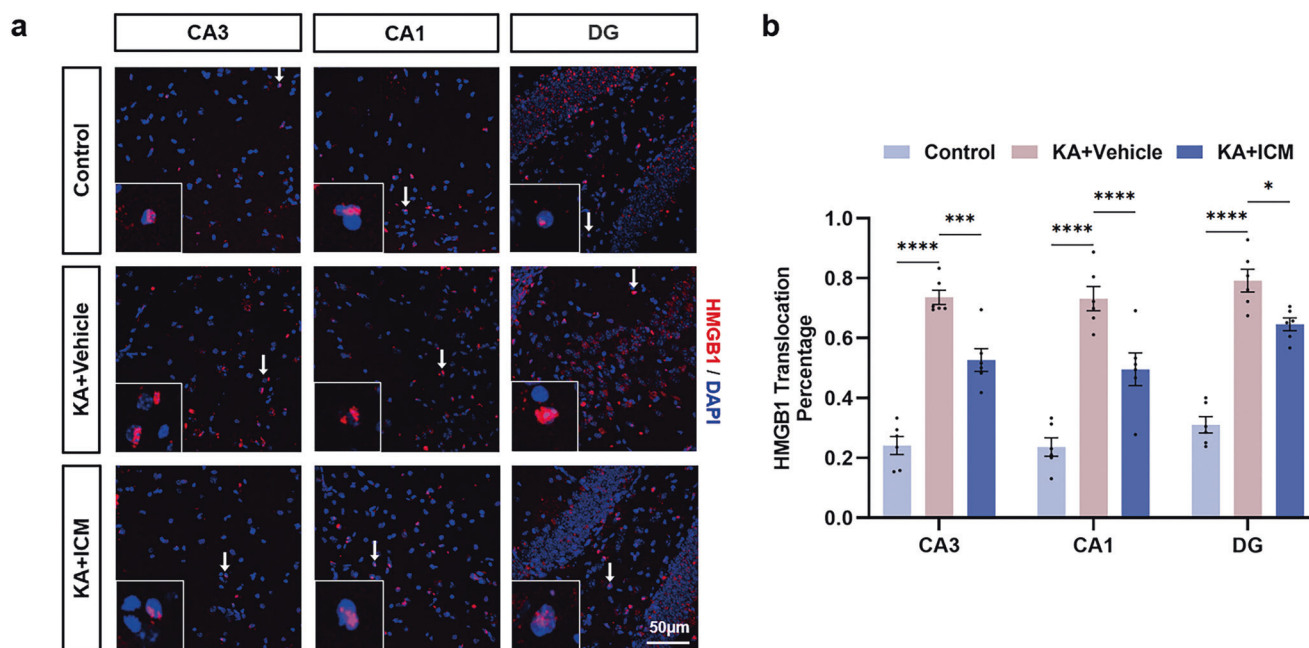 a
CA3 CA1 DG
Control
KA+Vehicle
KA+ICM
HMGB1 / DAPI
50μm
b
Control KA+Vehicle KA+ICM
**** *** **** **** **** *
HMGB1 Translocation
Percentage
1.0
0.8
0.6
0.4
0.2
0.0
CA3 CA1 DG